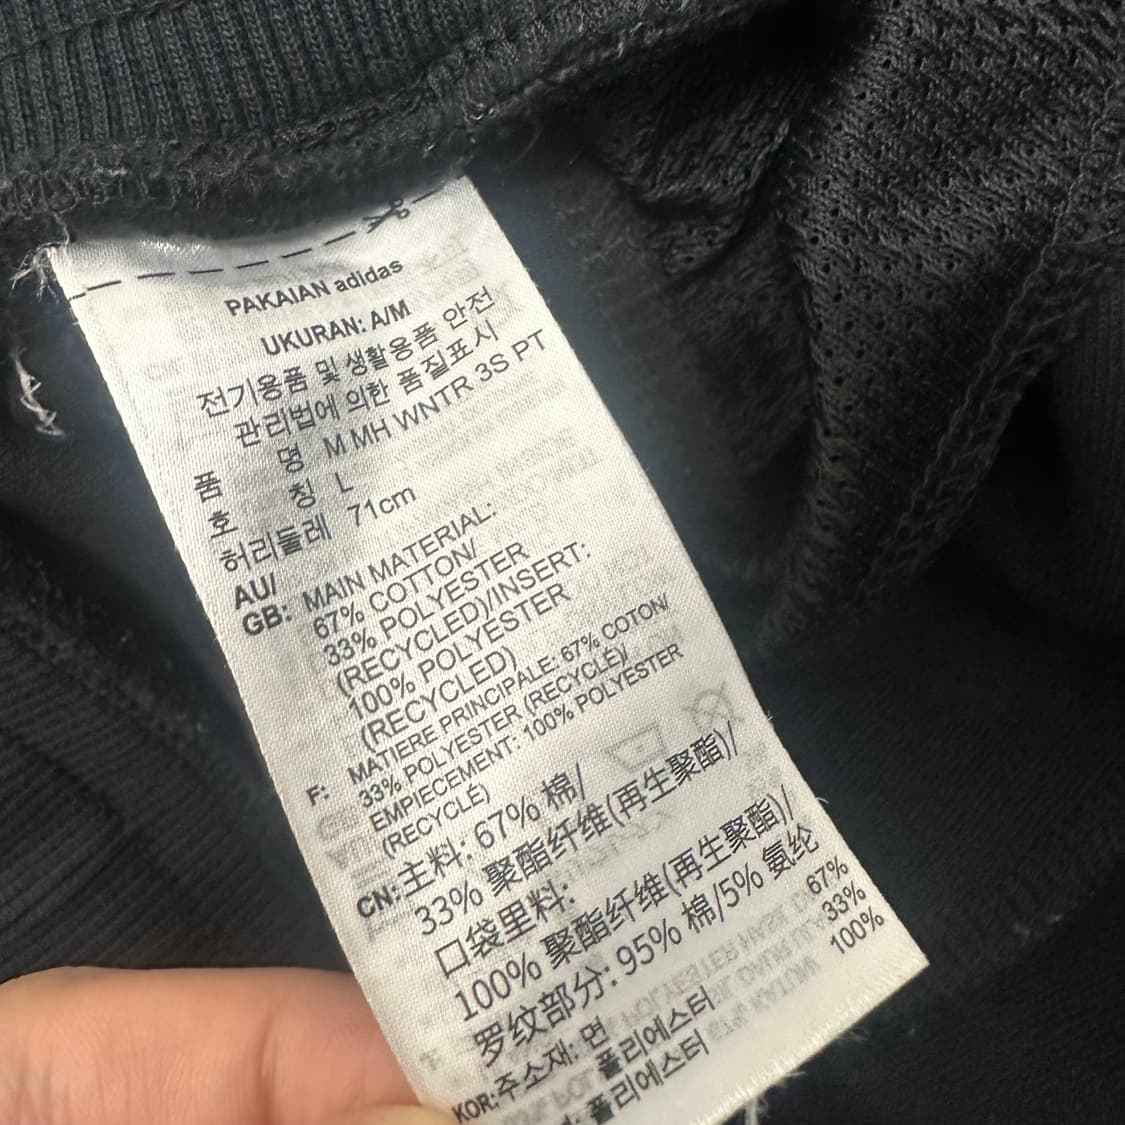 PAKAIAN adidas
UKURAN: A/M
전기용품 및 생활용품 안전
관리법에 의한 품질표시
품 명 M MH WNTR 3S PT
호 칭 L
허리둘레 71cm
AU/
GB: MAIN MATERIAL:
67% COTTON/
33% POLYESTER
(RECYCLED)/INSERT:
100% POLYESTER
(RECYCLED)
F: MATIERE PRINCIPALE: 67% COTON/
33% POLYESTER (RECYCLÉ)/
EMPIECEMENT: 100% POLYESTER
(RECYCLÉ)
CN: 主料: 67% 棉/
33% 聚酯纤维(再生聚酯)/
口袋里料:
100% 聚酯纤维(再生聚酯)/
罗纹部分: 95% 棉/5% 氨纶
KOR: 주소재: 면 67%
폴리에스터 33%
폴리에스터 100%